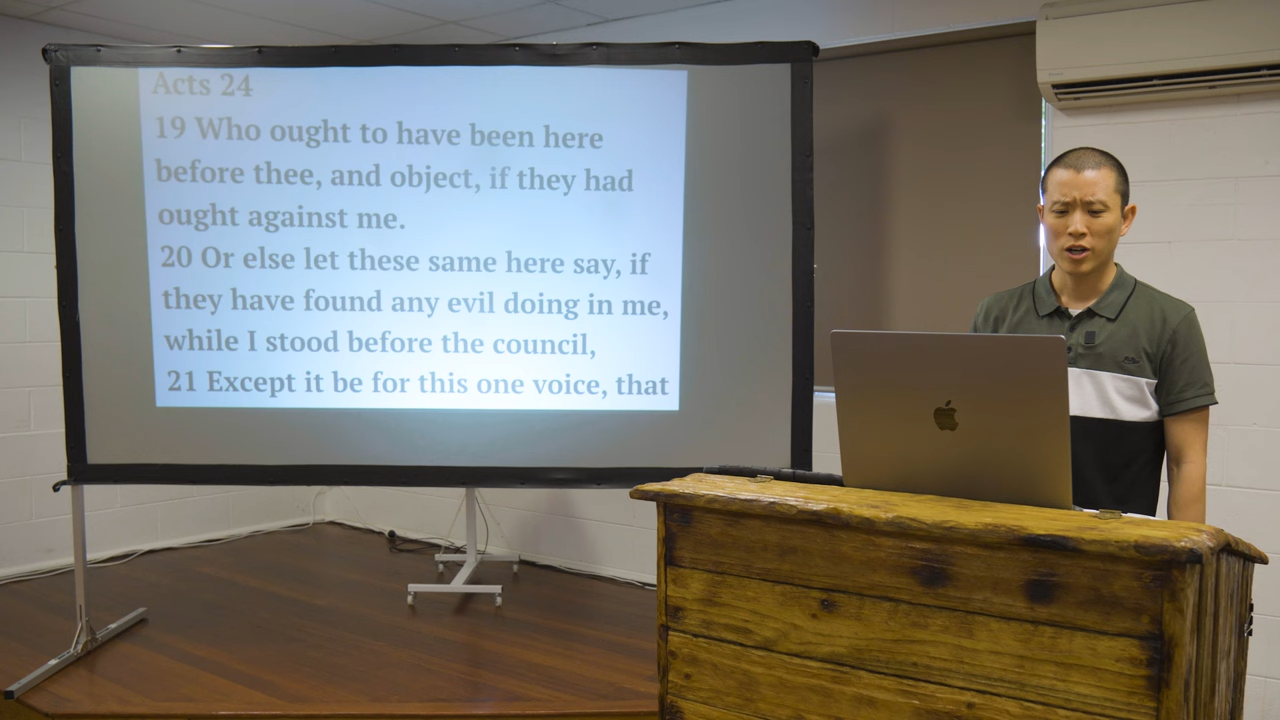 Acts 24
19 Who ought to have been here
before thee, and object, if they had
ought against me.
20 Or else let these same here say, if
they have found any evil doing in me,
while I stood before the council,
21 Except it be for this one voice, that